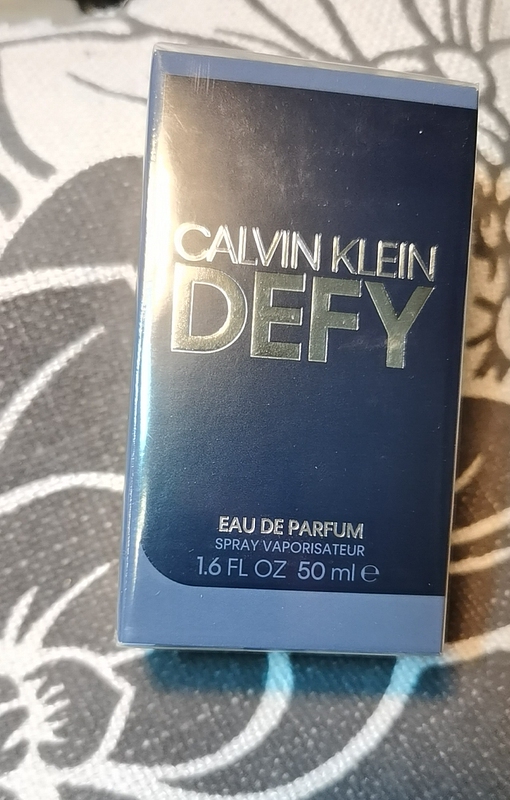 CALVIN KLEIN
DEFY
EAU DE PARFUM
SPRAY VAPORISATEUR
1.6 FL OZ 50 ml ℮